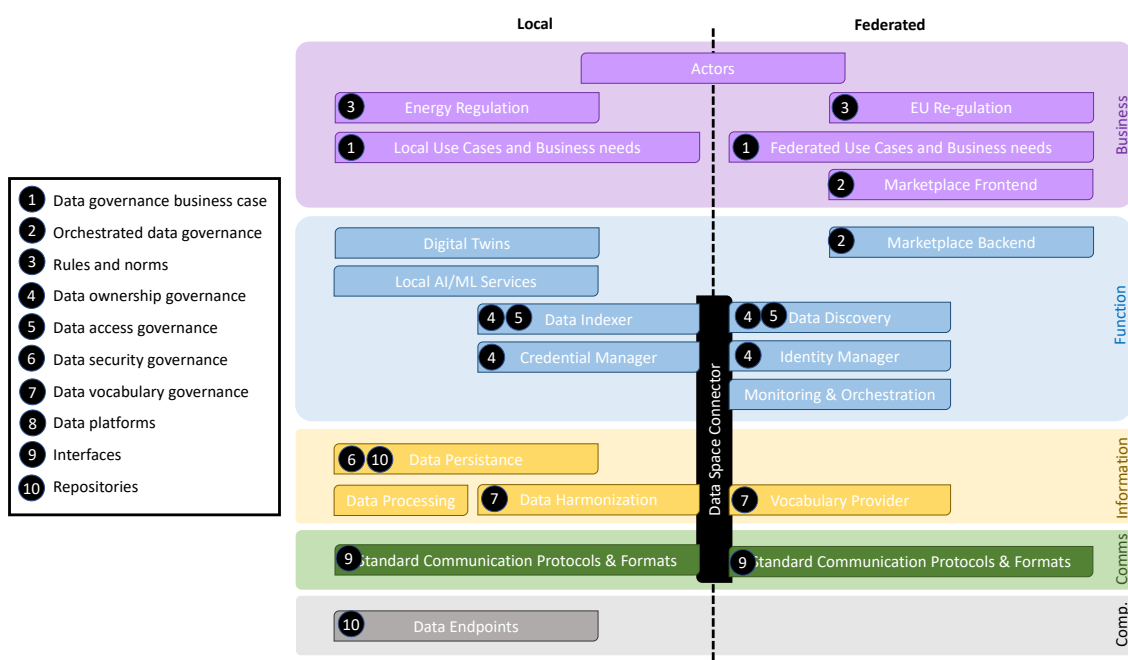 Local
Federated
Actors
3 Energy Regulation
3 EU Re-gulation
1 Local Use Cases and Business needs
1 Federated Use Cases and Business needs
2 Marketplace Frontend
Business
1 Data governance business case
2 Orchestrated data governance
3 Rules and norms
4 Data ownership governance
5 Data access governance
6 Data security governance
7 Data vocabulary governance
8 Data platforms
9 Interfaces
10 Repositories
Digital Twins
2 Marketplace Backend
Local AI/ML Services
4 5 Data Indexer
4 5 Data Discovery
4 Credential Manager
4 Identity Manager
Monitoring & Orchestration
Function
Data Space Connector
6 10 Data Persistance
Data Processing
7 Data Harmonization
7 Vocabulary Provider
Information
9 Standard Communication Protocols & Formats
9 Standard Communication Protocols & Formats
Comms
10 Data Endpoints
Comp.